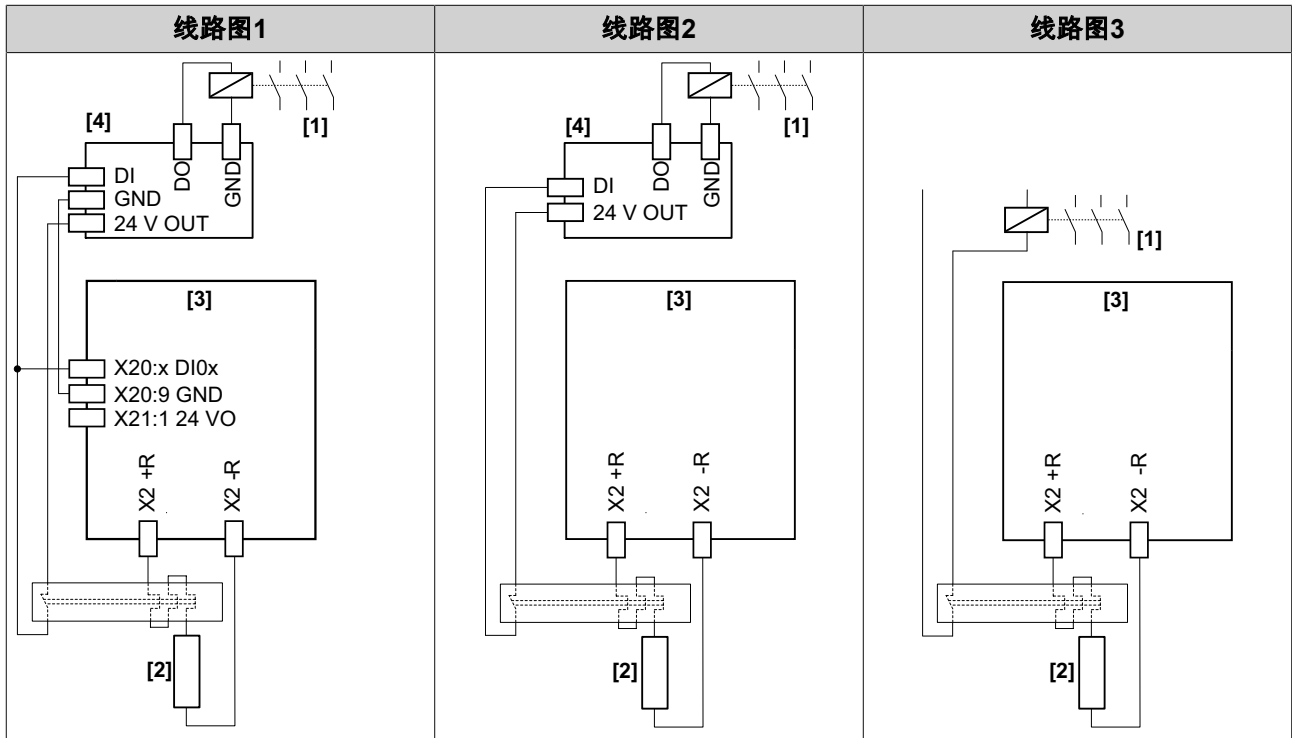 线路图1
线路图2
线路图3
[1]
[4]
DO
GND
DI
GND
24 V OUT
[3]
X20:x DI0x
X20:9 GND
X21:1 24 VO
X2 +R
X2 -R
[2]
[1]
[4]
DO
GND
DI
24 V OUT
[3]
X2 +R
X2 -R
[2]
[1]
[3]
X2 +R
X2 -R
[2]